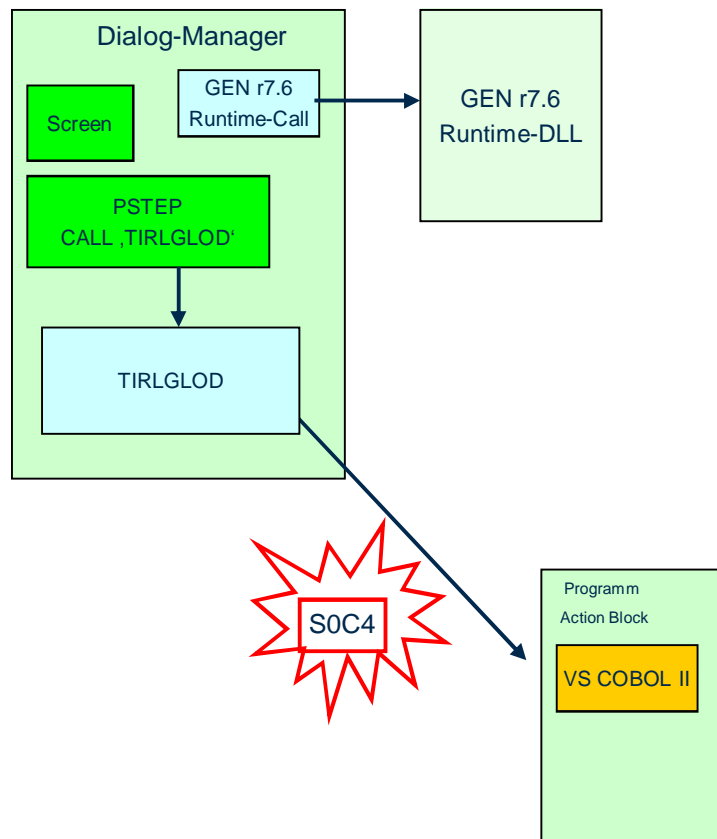 Dialog-Manager
GEN r7.6
Runtime-Call
GEN r7.6
Runtime-DLL
Screen
PSTEP
CALL ‚TIRLGLOD‘
TIRLGLOD
S0C4
Programm
Action Block
VS COBOL II